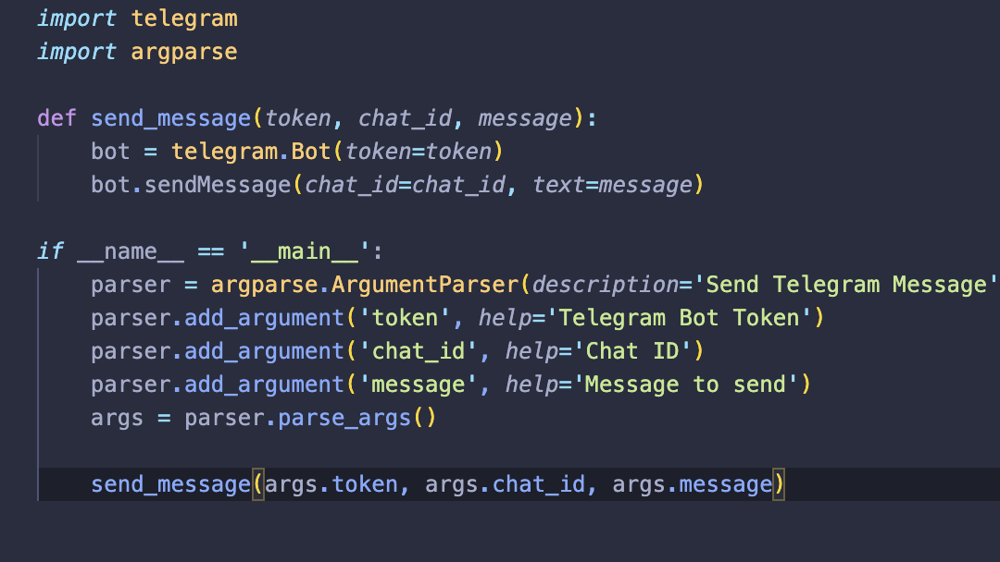 import telegram
import argparse
def send_message(token, chat_id, message):
    bot = telegram.Bot(token=token)
    bot.sendMessage(chat_id=chat_id, text=message)
if __name__ == '__main__':
    parser = argparse.ArgumentParser(description='Send Telegram Message'
    parser.add_argument('token', help='Telegram Bot Token')
    parser.add_argument('chat_id', help='Chat ID')
    parser.add_argument('message', help='Message to send')
    args = parser.parse_args()
    send_message(args.token, args.chat_id, args.message)